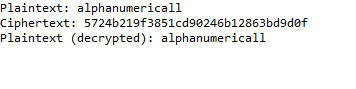 Plaintext: alphanumericall
Ciphertext: 5724b219f3851cd90246b12863bd9d0f
Plaintext (decrypted): alphanumericall